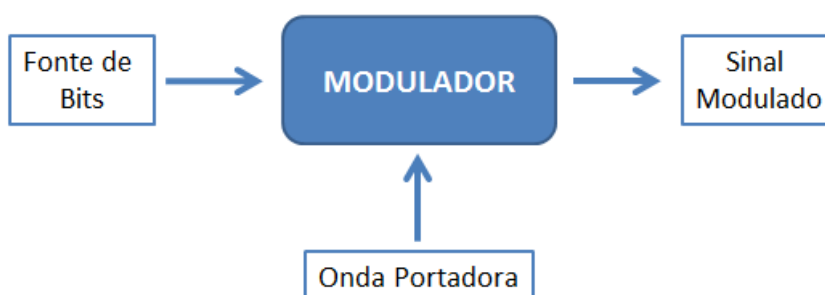 Fonte de
Bits
MODULADOR
Sinal
Modulado
Onda Portadora